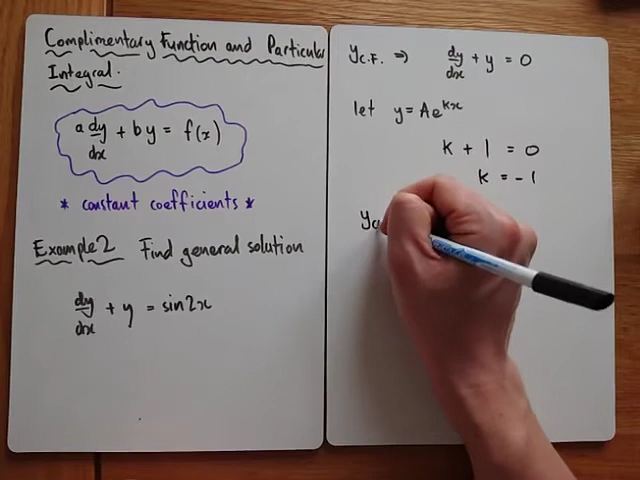 Complimentary Function and Particular
Integral.
a dy/dx + by = f(x)
* constant coefficients *
Example 2 Find general solution
dy/dx + y = sin2x
y C.F. => dy/dx + y = 0
let y = Ae^kx
k + 1 = 0
k = -1